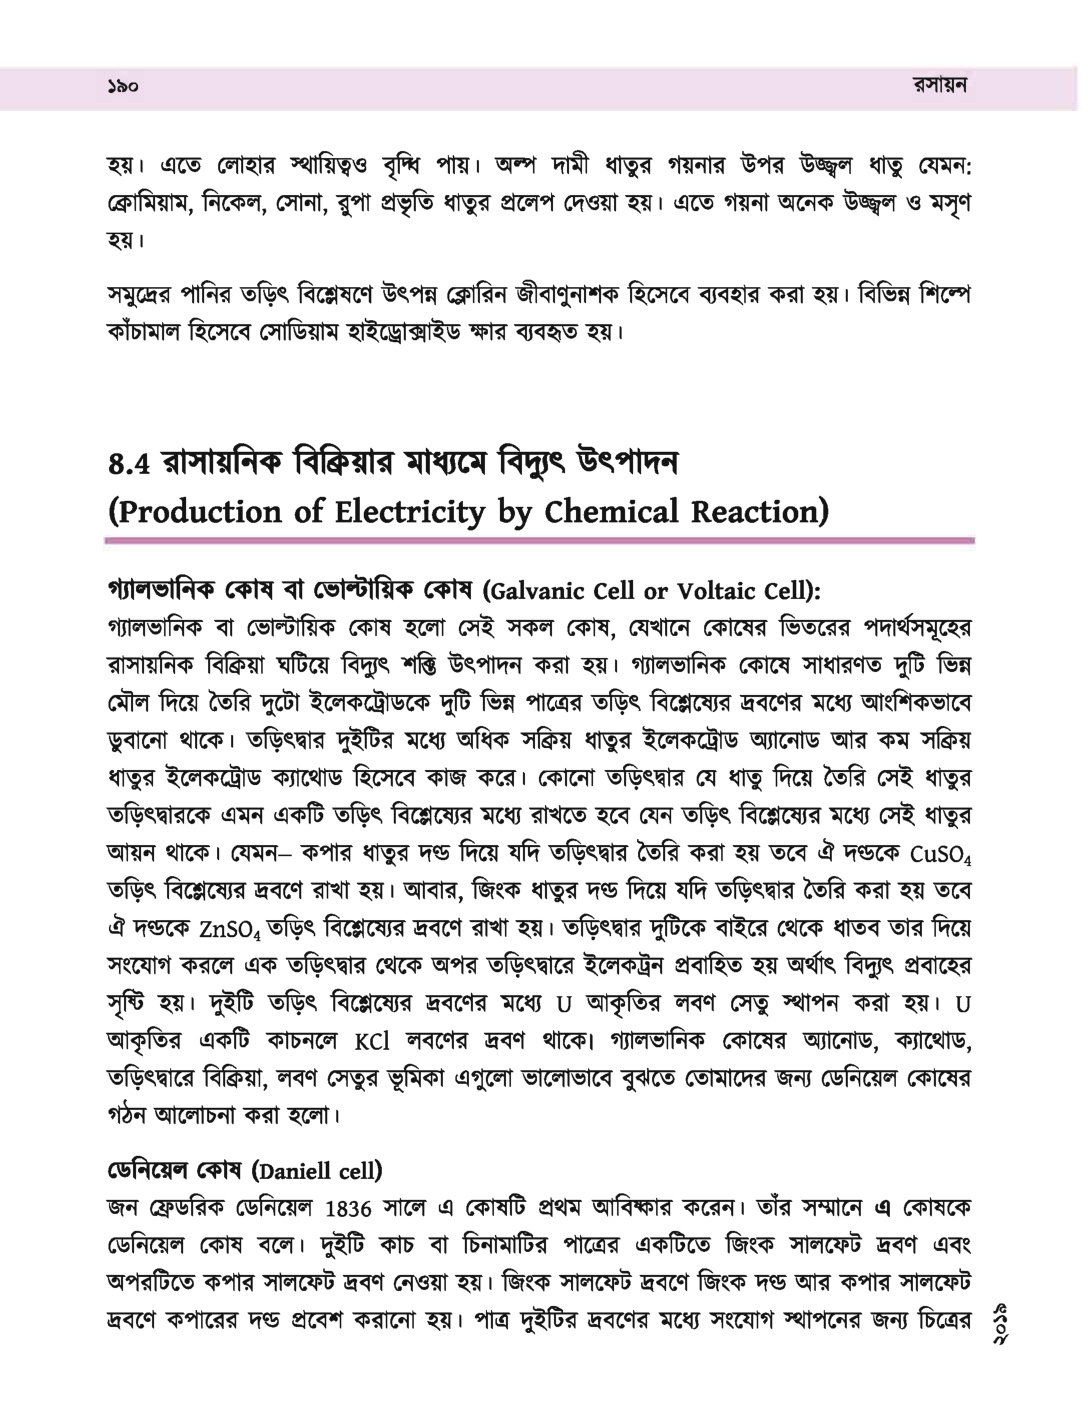 ১৯০
রসায়ন
হয়। এতে লোহার স্থায়িত্বও বৃদ্ধি পায়। অল্প দামী ধাতুর গয়নার উপর উজ্জ্বল ধাতু যেমন:
ক্রোমিয়াম, নিকেল, সোনা, রুপা প্রভৃতি ধাতুর প্রলেপ দেওয়া হয়। এতে গয়না অনেক উজ্জ্বল ও মসৃণ
হয়।
সমুদ্রের পানির তড়িৎ বিশ্লেষণে উৎপন্ন ক্লোরিন জীবাণুনাশক হিসেবে ব্যবহার করা হয়। বিভিন্ন শিল্পে
কাঁচামাল হিসেবে সোডিয়াম হাইড্রোক্সাইড ক্ষার ব্যবহৃত হয়।
8.4 রাসায়নিক বিক্রিয়ার মাধ্যমে বিদ্যুৎ উৎপাদন
(Production of Electricity by Chemical Reaction)
গ্যালভানিক কোষ বা ভোল্টায়িক কোষ (Galvanic Cell or Voltaic Cell):
গ্যালভানিক বা ভোল্টায়িক কোষ হলো সেই সকল কোষ, যেখানে কোষের ভিতরের পদার্থসমূহের
রাসায়নিক বিক্রিয়া ঘটিয়ে বিদ্যুৎ শক্তি উৎপাদন করা হয়। গ্যালভানিক কোষে সাধারণত দুটি ভিন্ন
মৌল দিয়ে তৈরি দুটো ইলেকট্রোডকে দুটি ভিন্ন পাত্রের তড়িৎ বিশ্লেষ্যের দ্রবণের মধ্যে আংশিকভাবে
ডুবানো থাকে। তড়িৎদ্বার দুইটির মধ্যে অধিক সক্রিয় ধাতুর ইলেকট্রোড অ্যানোড আর কম সক্রিয়
ধাতুর ইলেকট্রোড ক্যাথোড হিসেবে কাজ করে। কোনো তড়িৎদ্বার যে ধাতু দিয়ে তৈরি সেই ধাতুর
তড়িৎদ্বারকে এমন একটি তড়িৎ বিশ্লেষ্যের মধ্যে রাখতে হবে যেন তড়িৎ বিশ্লেষ্যের মধ্যে সেই ধাতুর
আয়ন থাকে। যেমন– কপার ধাতুর দণ্ড দিয়ে যদি তড়িৎদ্বার তৈরি করা হয় তবে ঐ দণ্ডকে CuSO₄
তড়িৎ বিশ্লেষ্যের দ্রবণে রাখা হয়। আবার, জিংক ধাতুর দণ্ড দিয়ে যদি তড়িৎদ্বার তৈরি করা হয় তবে
ঐ দণ্ডকে ZnSO₄ তড়িৎ বিশ্লেষ্যের দ্রবণে রাখা হয়। তড়িৎদ্বার দুটিকে বাইরে থেকে ধাতব তার দিয়ে
সংযোগ করলে এক তড়িৎদ্বার থেকে অপর তড়িৎদ্বারে ইলেকট্রন প্রবাহিত হয় অর্থাৎ বিদ্যুৎ প্রবাহের
সৃষ্টি হয়। দুইটি তড়িৎ বিশ্লেষ্যের দ্রবণের মধ্যে U আকৃতির লবণ সেতু স্থাপন করা হয়। U
আকৃতির একটি কাচনলে KCl লবণের দ্রবণ থাকে। গ্যালভানিক কোষের অ্যানোড, ক্যাথোড,
তড়িৎদ্বারে বিক্রিয়া, লবণ সেতুর ভূমিকা এগুলো ভালোভাবে বুঝতে তোমাদের জন্য ডেনিয়েল কোষের
গঠন আলোচনা করা হলো।
ডেনিয়েল কোষ (Daniell cell)
জন ফ্রেডরিক ডেনিয়েল 1836 সালে এ কোষটি প্রথম আবিষ্কার করেন। তাঁর সম্মানে এ কোষকে
ডেনিয়েল কোষ বলে। দুইটি কাচ বা চিনামাটির পাত্রের একটিতে জিংক সালফেট দ্রবণ এবং
অপরটিতে কপার সালফেট দ্রবণ নেওয়া হয়। জিংক সালফেট দ্রবণে জিংক দণ্ড আর কপার সালফেট
দ্রবণে কপারের দণ্ড প্রবেশ করানো হয়। পাত্র দুইটির দ্রবণের মধ্যে সংযোগ স্থাপনের জন্য চিত্রের
২০১৯